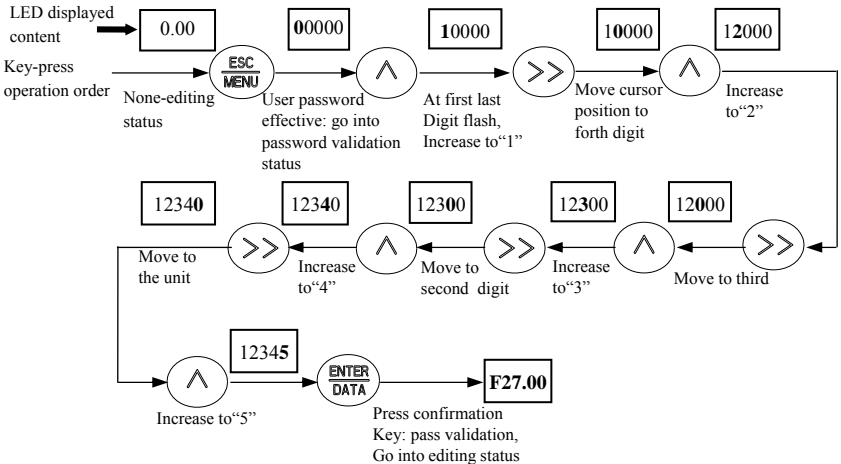 LED displayed
content
0.00
00000
10000
10000
12000
Key-press
operation order
ESC
MENU
None-editing
status
User password
effective: go into
password validation
status
At first last
Digit flash,
Increase to“1”
Move cursor
position to
forth digit
Increase
to“2”
12340
12340
12300
12300
12000
Move to
the unit
Increase
to“4”
Move to
second digit
Increase
to“3”
Move to third
12345
ENTER
DATA
F27.00
Increase to“5”
Press confirmation
Key: pass validation,
Go into editing status